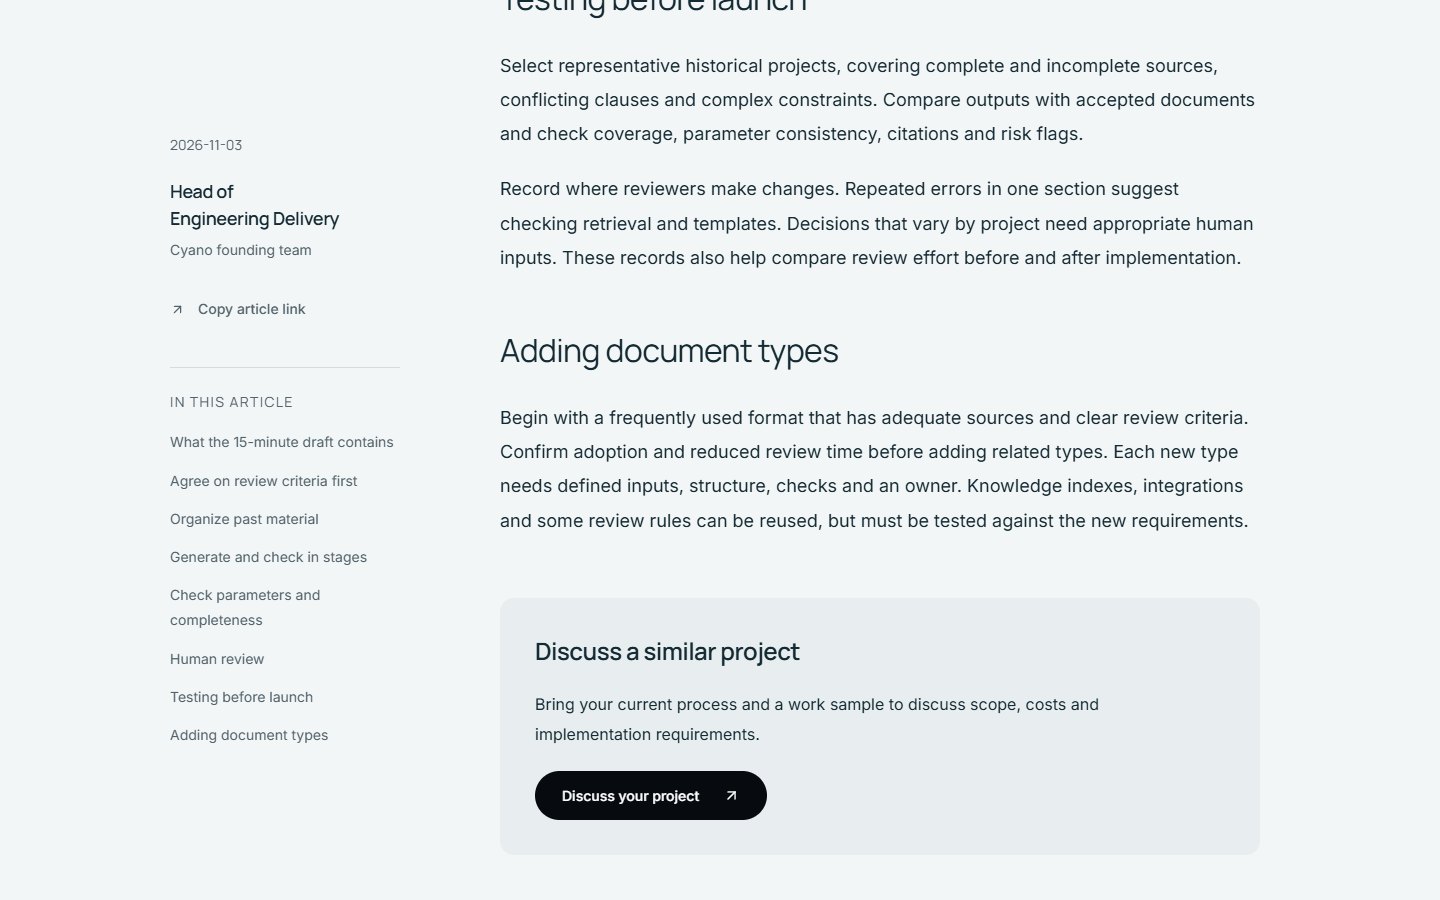 Testing before launch
Select representative historical projects, covering complete and incomplete sources,
conflicting clauses and complex constraints. Compare outputs with accepted documents
and check coverage, parameter consistency, citations and risk flags.
Record where reviewers make changes. Repeated errors in one section suggest
checking retrieval and templates. Decisions that vary by project need appropriate human
inputs. These records also help compare review effort before and after implementation.
2026-11-03
Head of
Engineering Delivery
Cyano founding team
Copy article link
IN THIS ARTICLE
What the 15-minute draft contains
Agree on review criteria first
Organize past material
Generate and check in stages
Check parameters and
completeness
Human review
Testing before launch
Adding document types
Adding document types
Begin with a frequently used format that has adequate sources and clear review criteria.
Confirm adoption and reduced review time before adding related types. Each new type
needs defined inputs, structure, checks and an owner. Knowledge indexes, integrations
and some review rules can be reused, but must be tested against the new requirements.
Discuss a similar project
Bring your current process and a work sample to discuss scope, costs and
implementation requirements.
Discuss your project